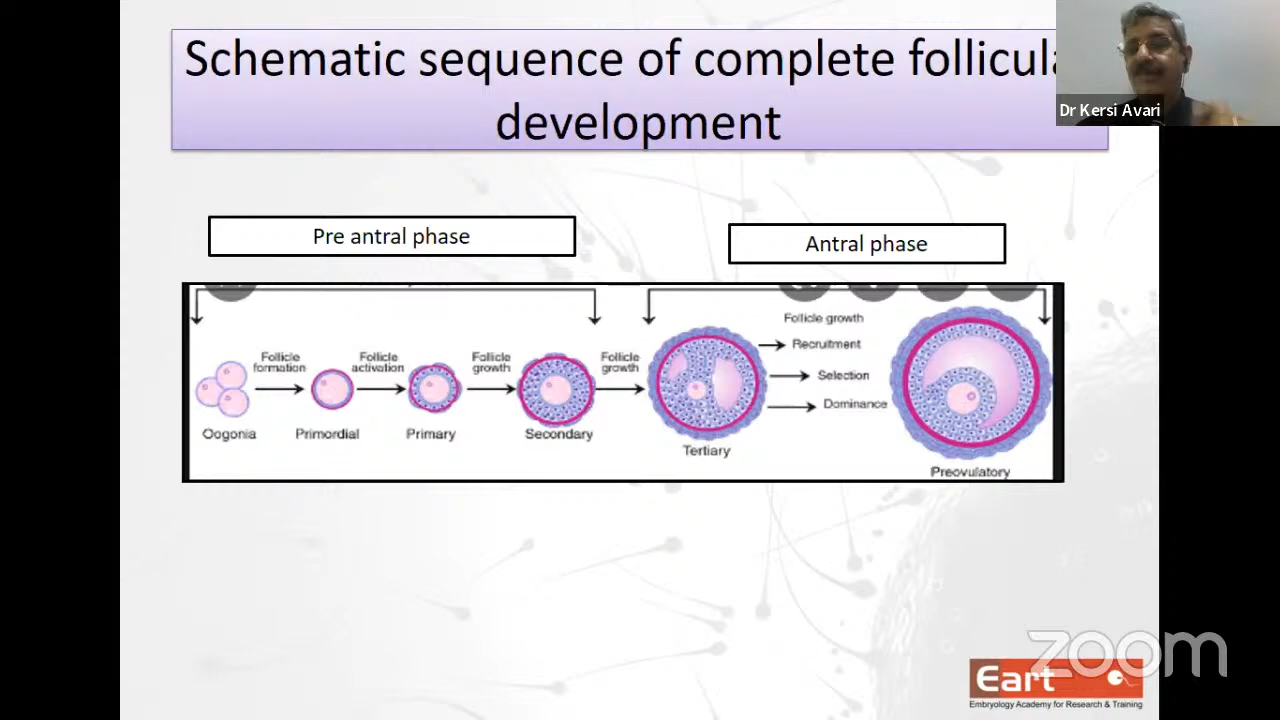 Schematic sequence of complete follicula
development
Dr Kersi Avari
Pre antral phase
Antral phase
Follicle growth
Recruitment
Selection
Dominance
Follicle
formation
Follicle
activation
Follicle
growth
Follicle
growth
Oogonia
Primordial
Primary
Secondary
Tertiary
Preovulatory
zoom
Eart
Embryology Academy for Research & Training